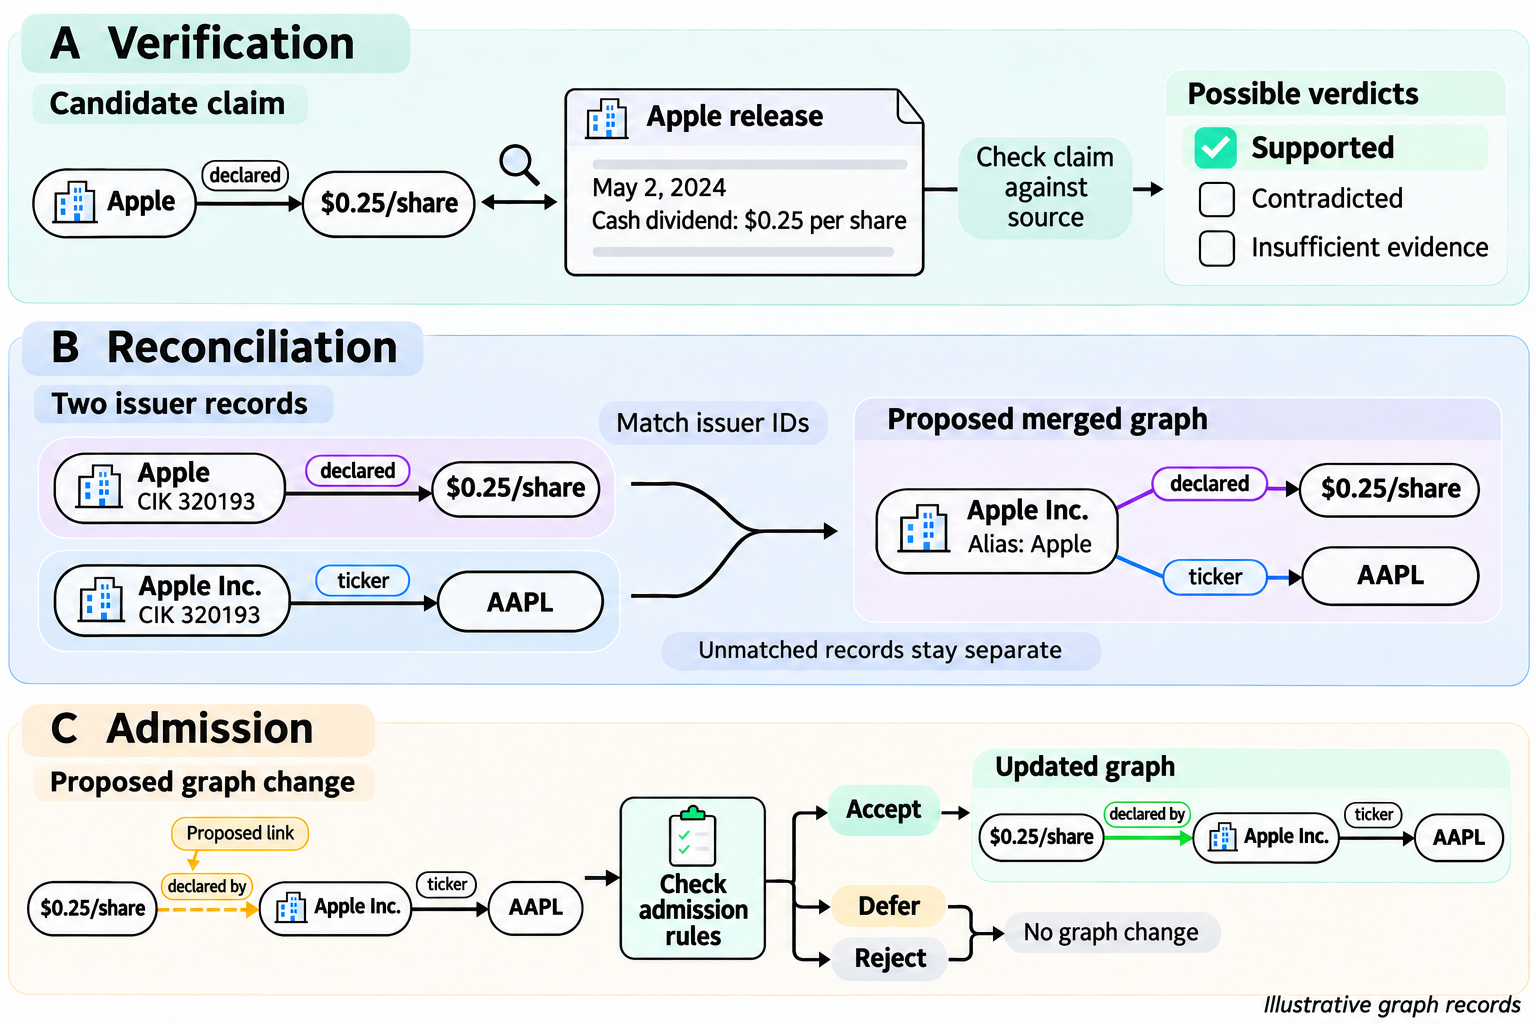 A Verification
Candidate claim
Apple
declared
$0.25/share
Apple release
May 2, 2024
Cash dividend: $0.25 per share
Check claim
against
source
Possible verdicts
Supported
Contradicted
Insufficient evidence
B Reconciliation
Two issuer records
Apple
CIK 320193
declared
$0.25/share
Apple Inc.
CIK 320193
ticker
AAPL
Match issuer IDs
Unmatched records stay separate
Proposed merged graph
Apple Inc.
Alias: Apple
declared
$0.25/share
ticker
AAPL
C Admission
Proposed graph change
Proposed link
$0.25/share
declared by
Apple Inc.
ticker
AAPL
Check
admission
rules
Accept
Defer
Reject
No graph change
Updated graph
$0.25/share
declared by
Apple Inc.
ticker
AAPL
Illustrative graph records